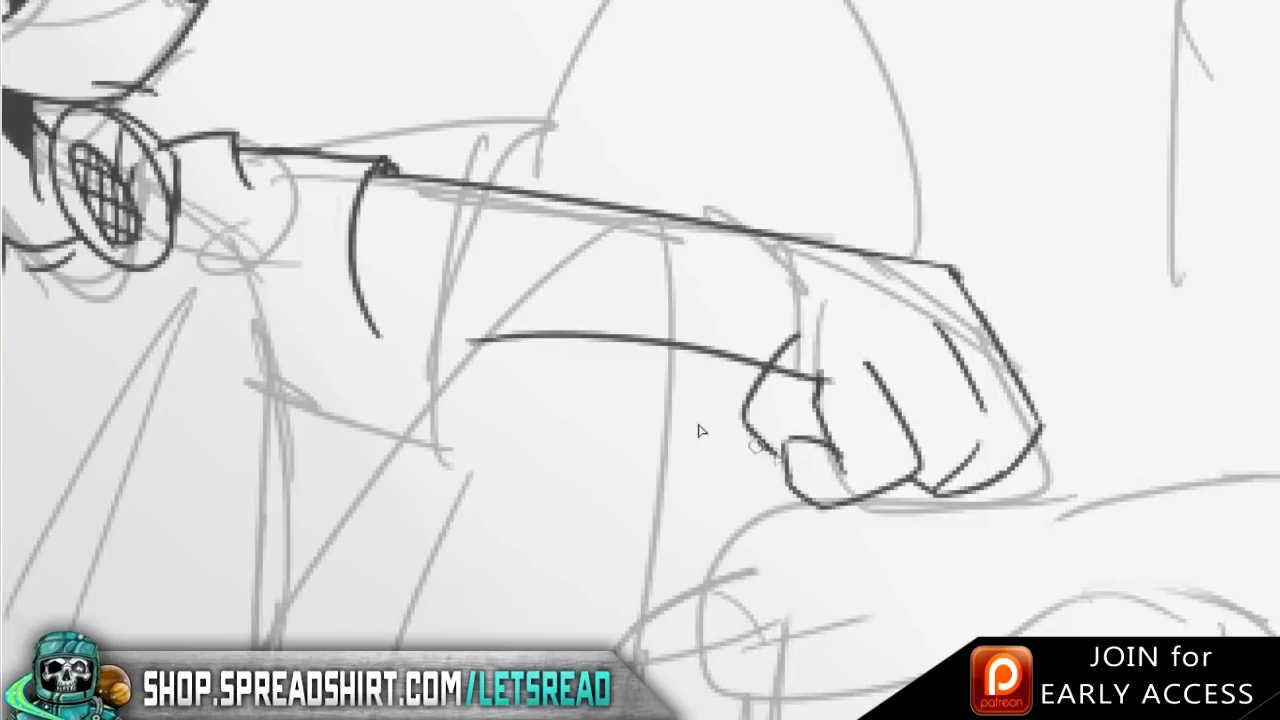 SHOP.SPREADSHIRT.COM/LETSREAD
JOIN for
EARLY ACCESS
patreon